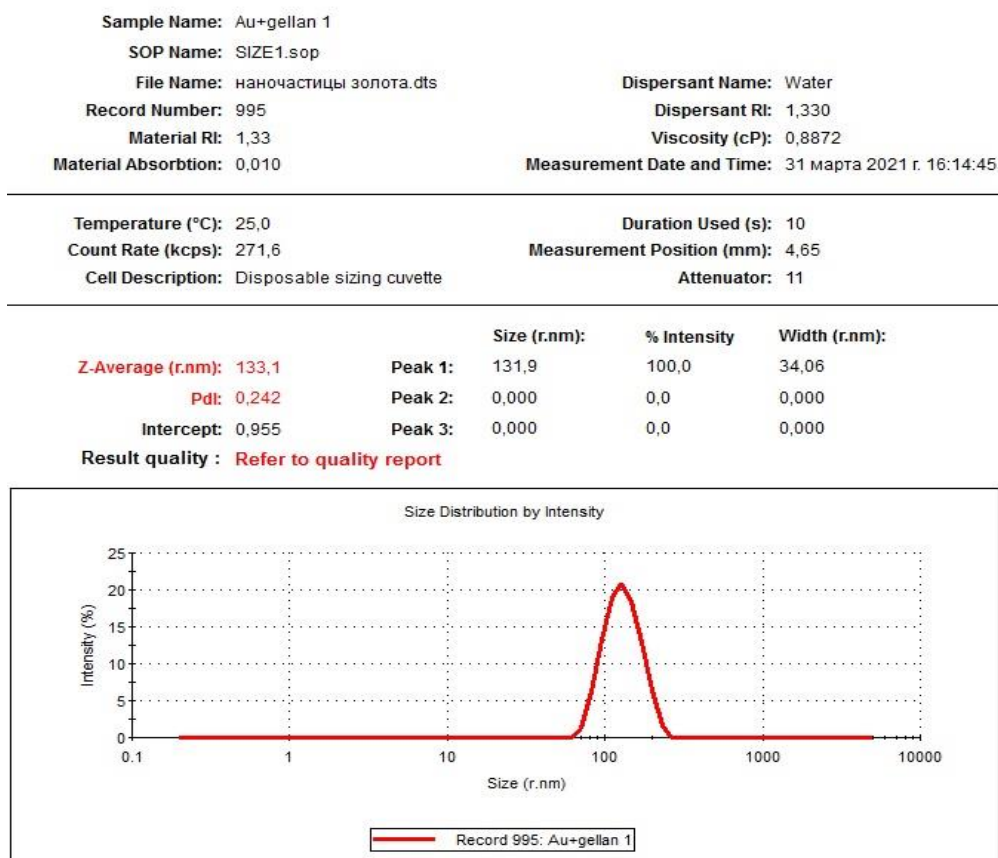 Sample Name: Au+gellan 1
SOP Name: SIZE1.sop
File Name: наночастицы золота.dts Dispersant Name: Water
Record Number: 995 Dispersant RI: 1,330
Material RI: 1,33 Viscosity (cP): 0,8872
Material Absorbtion: 0,010 Measurement Date and Time: 31 марта 2021 г. 16:14:45
Temperature (ºC): 25,0 Duration Used (s): 10
Count Rate (kcps): 271,6 Measurement Position (mm): 4,65
Cell Description: Disposable sizing cuvette Attenuator: 11
Size (r.nm): % Intensity Width (r.nm):
Z-Average (r.nm): 133,1 Peak 1: 131,9 100,0 34,06
PdI: 0,242 Peak 2: 0,000 0,0 0,000
Intercept: 0,955 Peak 3: 0,000 0,0 0,000
Result quality : Refer to quality report
Size Distribution by Intensity
25
20
15
10
5
0
Intensity (%)
0.1 1 10 100 1000 10000
Size (r.nm)
Record 995: Au+gellan 1